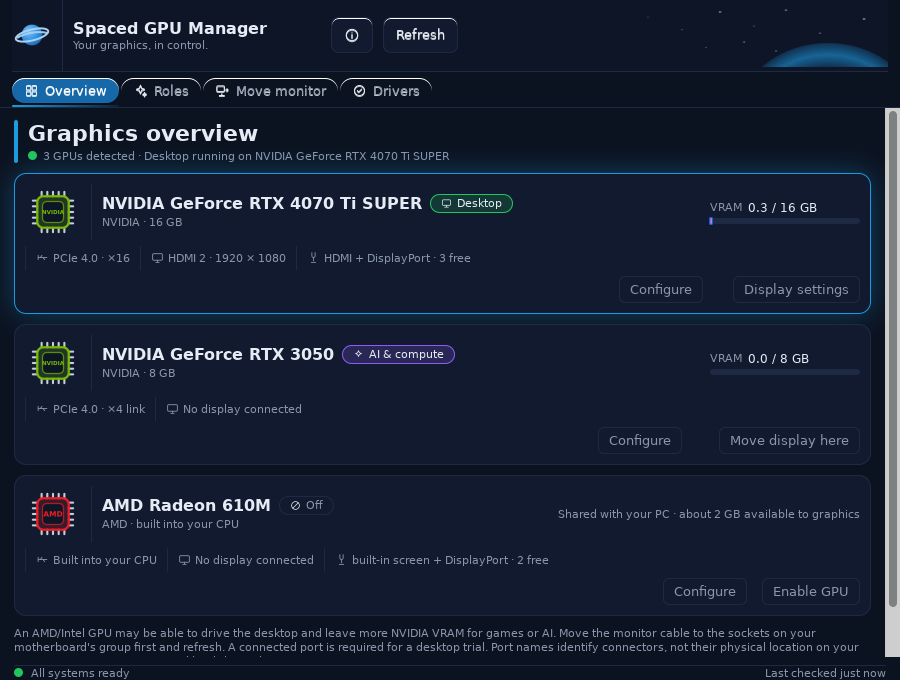 Spaced GPU Manager
Your graphics, in control.
Refresh
Overview
Roles
Move monitor
Drivers
Graphics overview
3 GPUs detected · Desktop running on NVIDIA GeForce RTX 4070 Ti SUPER
NVIDIA
NVIDIA GeForce RTX 4070 Ti SUPER
Desktop
NVIDIA · 16 GB
VRAM 0.3 / 16 GB
PCIe 4.0 · ×16
HDMI 2 · 1920 × 1080
HDMI + DisplayPort · 3 free
Configure
Display settings
NVIDIA
NVIDIA GeForce RTX 3050
AI & compute
NVIDIA · 8 GB
VRAM 0.0 / 8 GB
PCIe 4.0 · ×4 link
No display connected
Configure
Move display here
AMD
AMD Radeon 610M
Off
AMD · built into your CPU
Shared with your PC · about 2 GB available to graphics
Built into your CPU
No display connected
built-in screen + DisplayPort · 2 free
Configure
Enable GPU
An AMD/Intel GPU may be able to drive the desktop and leave more NVIDIA VRAM for games or AI. Move the monitor cable to the sockets on your
motherboard's group first and refresh. A connected port is required for a desktop trial. Port names identify connectors, not their physical location on your
All systems ready
Last checked just now